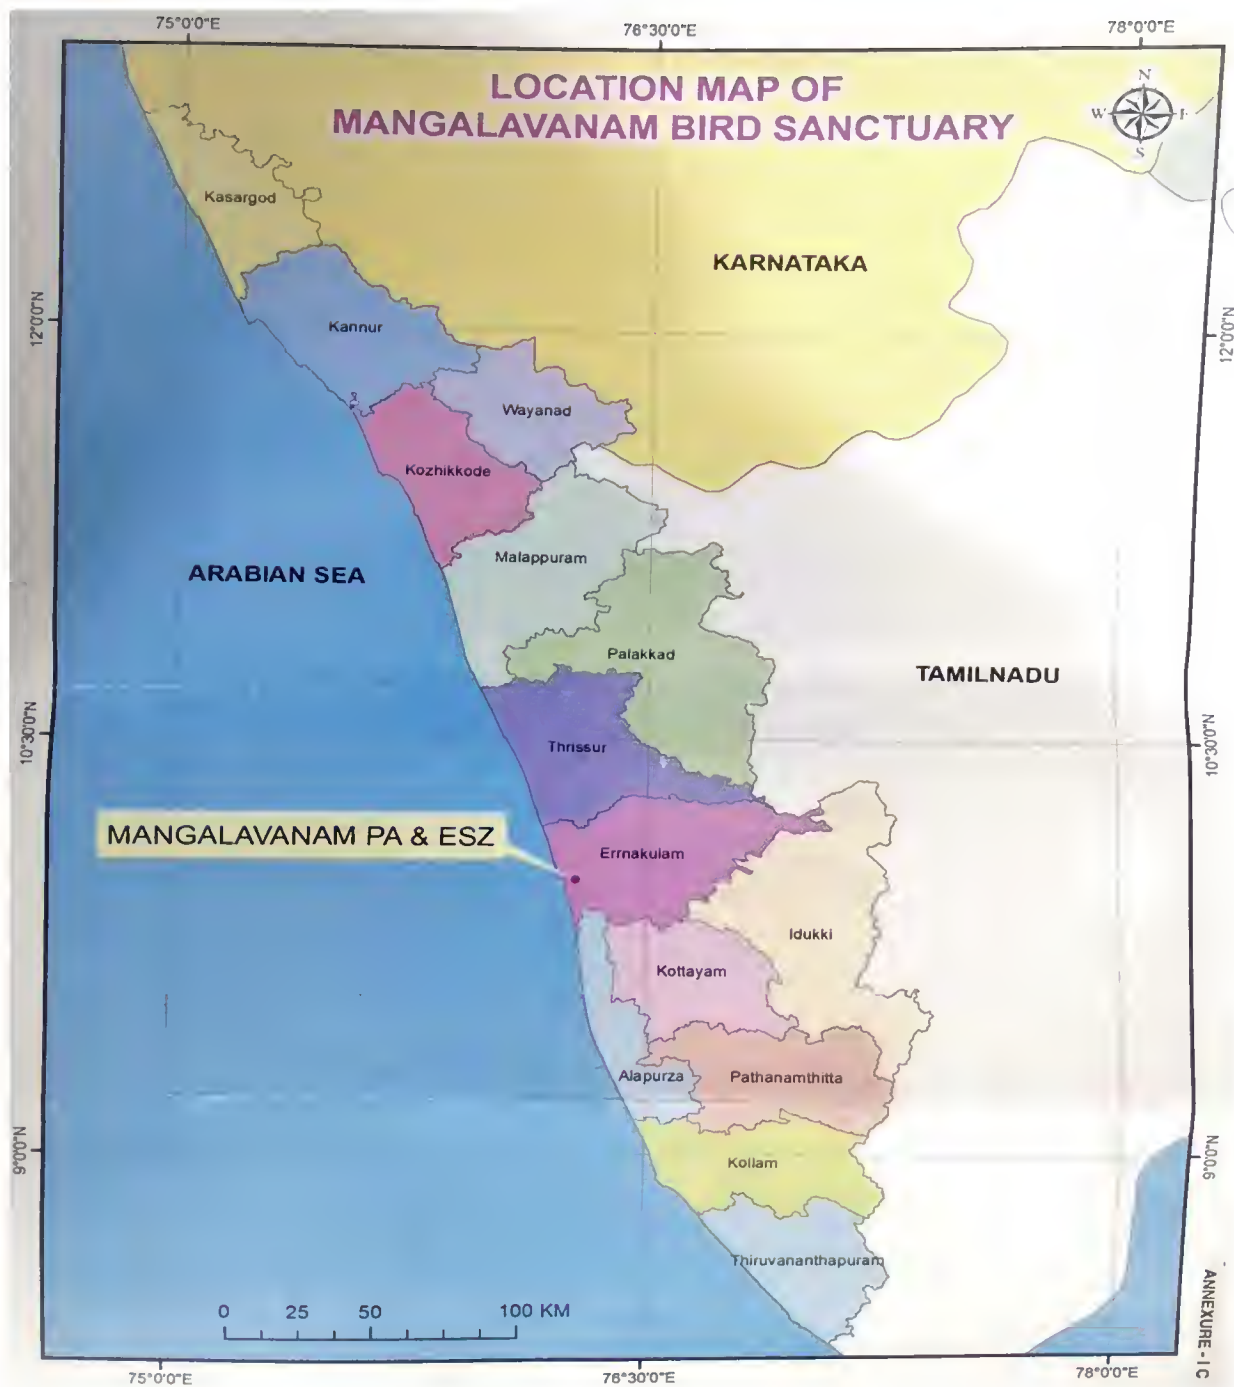 75°0'0"E
76°30'0"E
78°0'0"E
LOCATION MAP OF
MANGALAVANAM BIRD SANCTUARY
N
W
E
S
Kasargod
KARNATAKA
12°0'0"N
12°0'0"N
Kannur
Wayanad
Kozhikkode
Malappuram
ARABIAN SEA
Palakkad
TAMILNADU
10°30'0"N
10°30'0"N
Thrissur
MANGALAVANAM PA & ESZ
Errnakulam
Idukki
Kottayam
Alapurza
Pathanamthitta
9°0'0"N
9°0'0"N
Kollam
Thiruvananthapuram
ANNEXURE - I C
0 25 50 100 KM
75°0'0"E
76°30'0"E
78°0'0"E